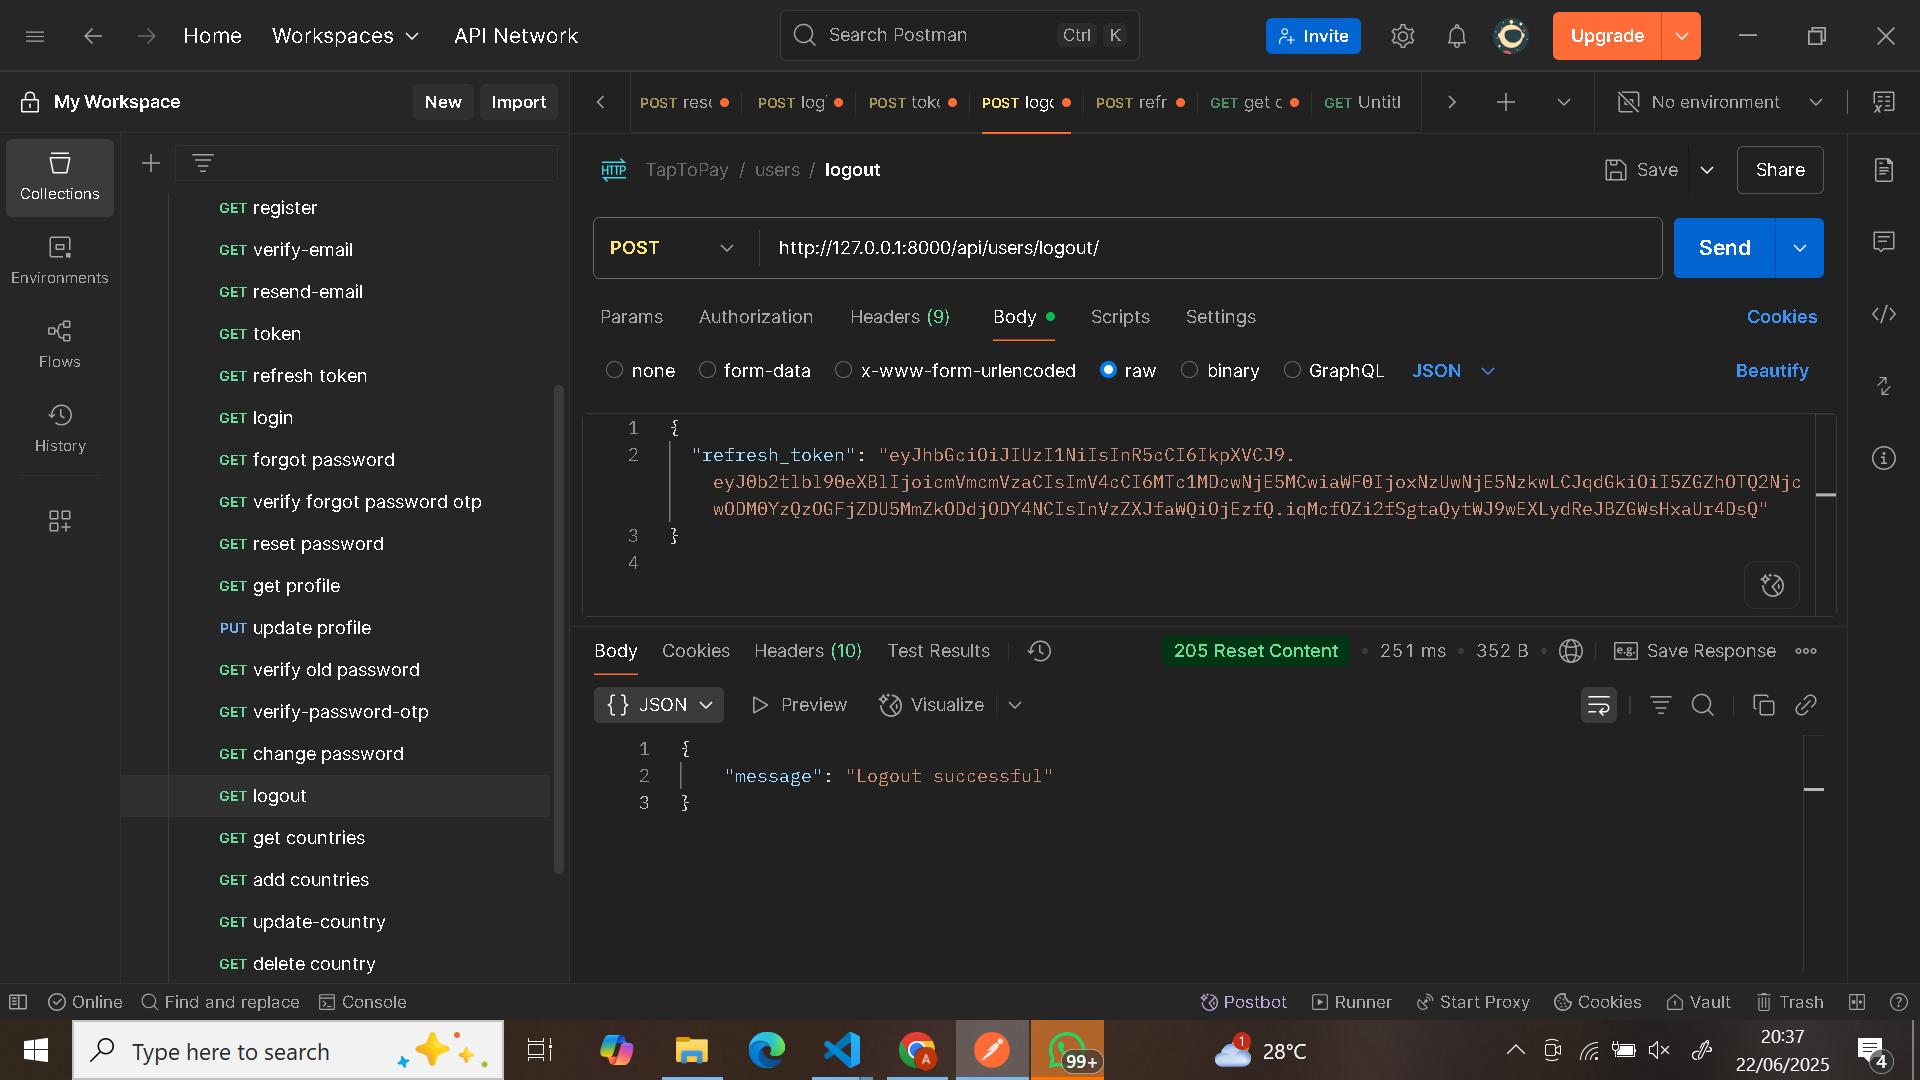 Home
Workspaces
API Network
Search Postman
Ctrl K
Invite
Upgrade
My Workspace
New
Import
POST
POST
POST
POST
POST refr
GET get
GET Untitl
No environment
Collections
Environments
Flows
History
GET register
GET verify-email
GET resend-email
GET token
GET refresh token
GET login
GET forgot password
GET verify forgot password otp
GET reset password
GET get profile
PUT update profile
GET verify old password
GET verify-password-otp
GET change password
GET logout
GET get countries
GET add countries
GET update-country
GET delete country
HTTP TapToPay / users / logout
Save
Share
POST
http://127.0.0.1:8000/api/users/logout/
Send
Params
Authorization
Headers (9)
Body
Scripts
Settings
Cookies
none
form-data
x-www-form-urlencoded
raw
binary
GraphQL
JSON
Beautify
1 {
2 "refresh_token": "eyJhbGciOiJIUzI1NiIsInR5cCI6IkpXVCJ9.
3 }
4
Body
Cookies
Headers (10)
Test Results
205 Reset Content
251 ms
352 B
e.g. Save Response
{} JSON
Preview
Visualize
1 {
2 "message": "Logout successful"
3 }
Online
Find and replace
Console
Postbot
Runner
Start Proxy
Cookies
Vault
Trash
Type here to search
A
99+
1
28°C
20:37
22/06/2025
4